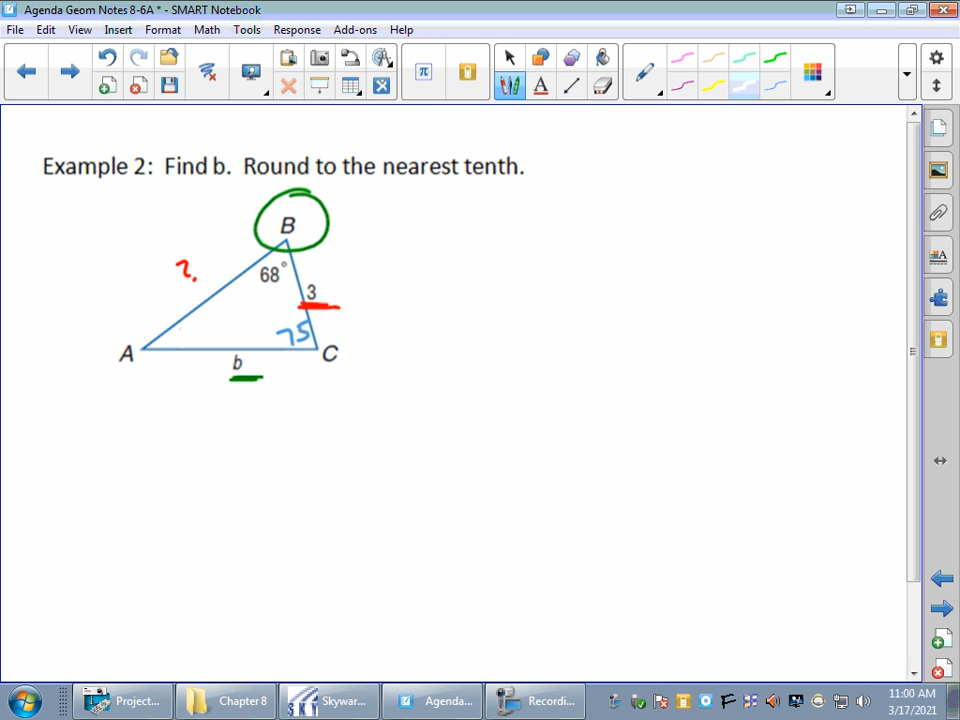 Agenda Geom Notes 8-6A * - SMART Notebook
File Edit View Insert Format Math Tools Response Add-ons Help
π
A
Example 2: Find b. Round to the nearest tenth.
B
?
68°
3
75
A
C
b
Project...
Chapter 8
Skywar...
Agenda...
Recordi...
11:00 AM
3/17/2021